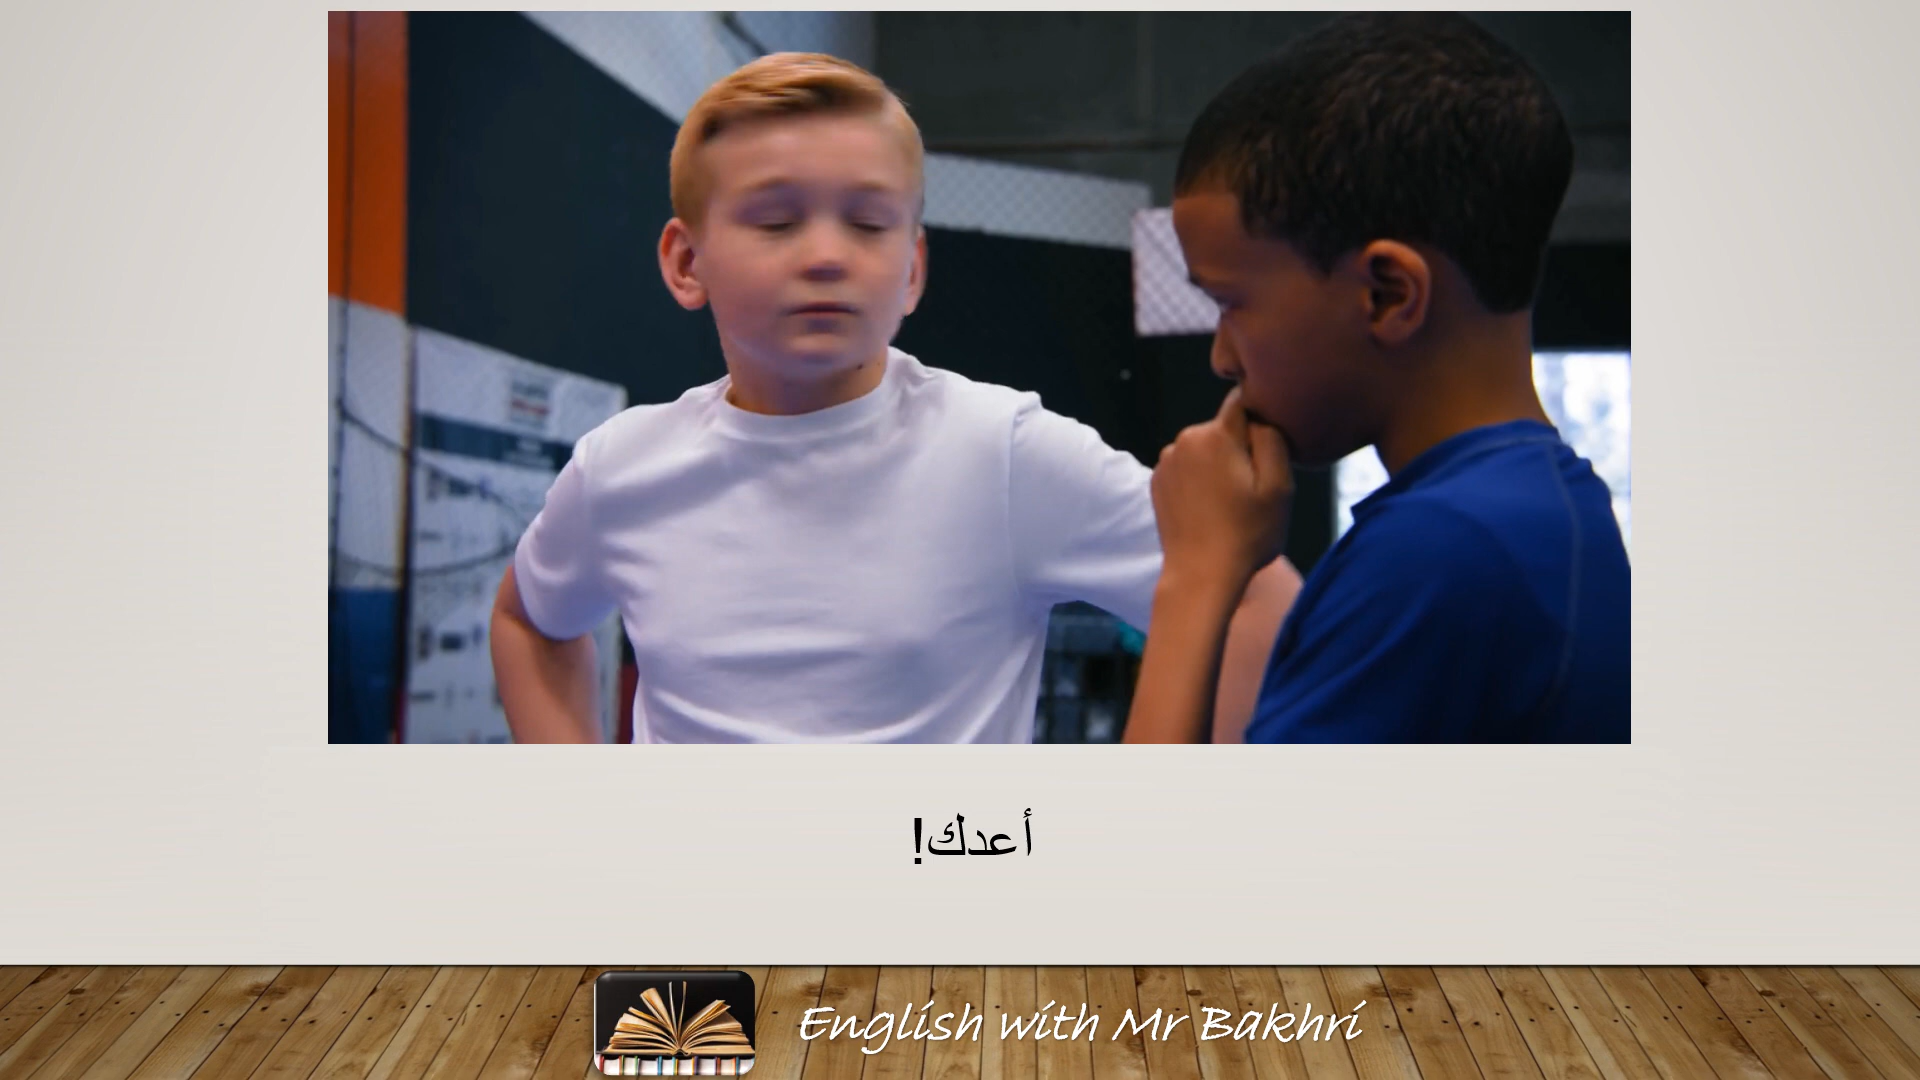 أعدك!
English with Mr Bakhri